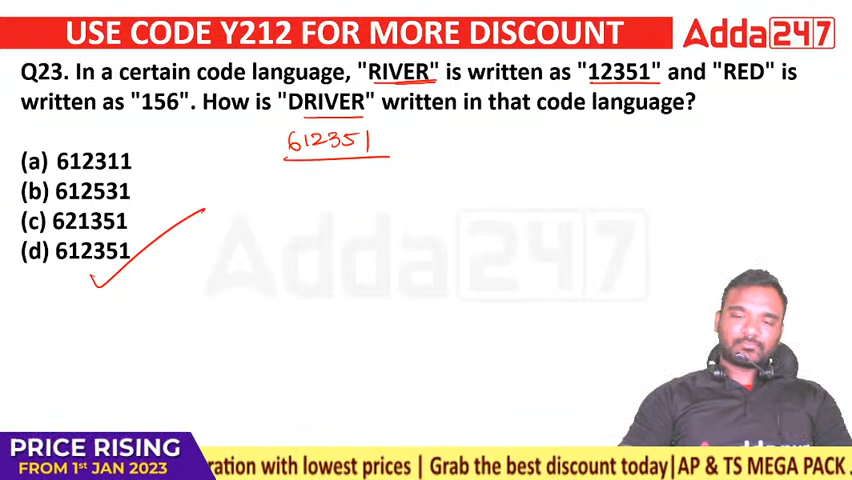 USE CODE Y212 FOR MORE DISCOUNT
Adda247
Q23. In a certain code language, "RIVER" is written as "12351" and "RED" is
written as "156". How is "DRIVER" written in that code language?
612351
(a) 612311
(b) 612531
(c) 621351
(d) 612351
Adda247
PRICE RISING
FROM 1ST JAN 2023
ration with lowest prices | Grab the best discount today|AP & TS MEGA PACK